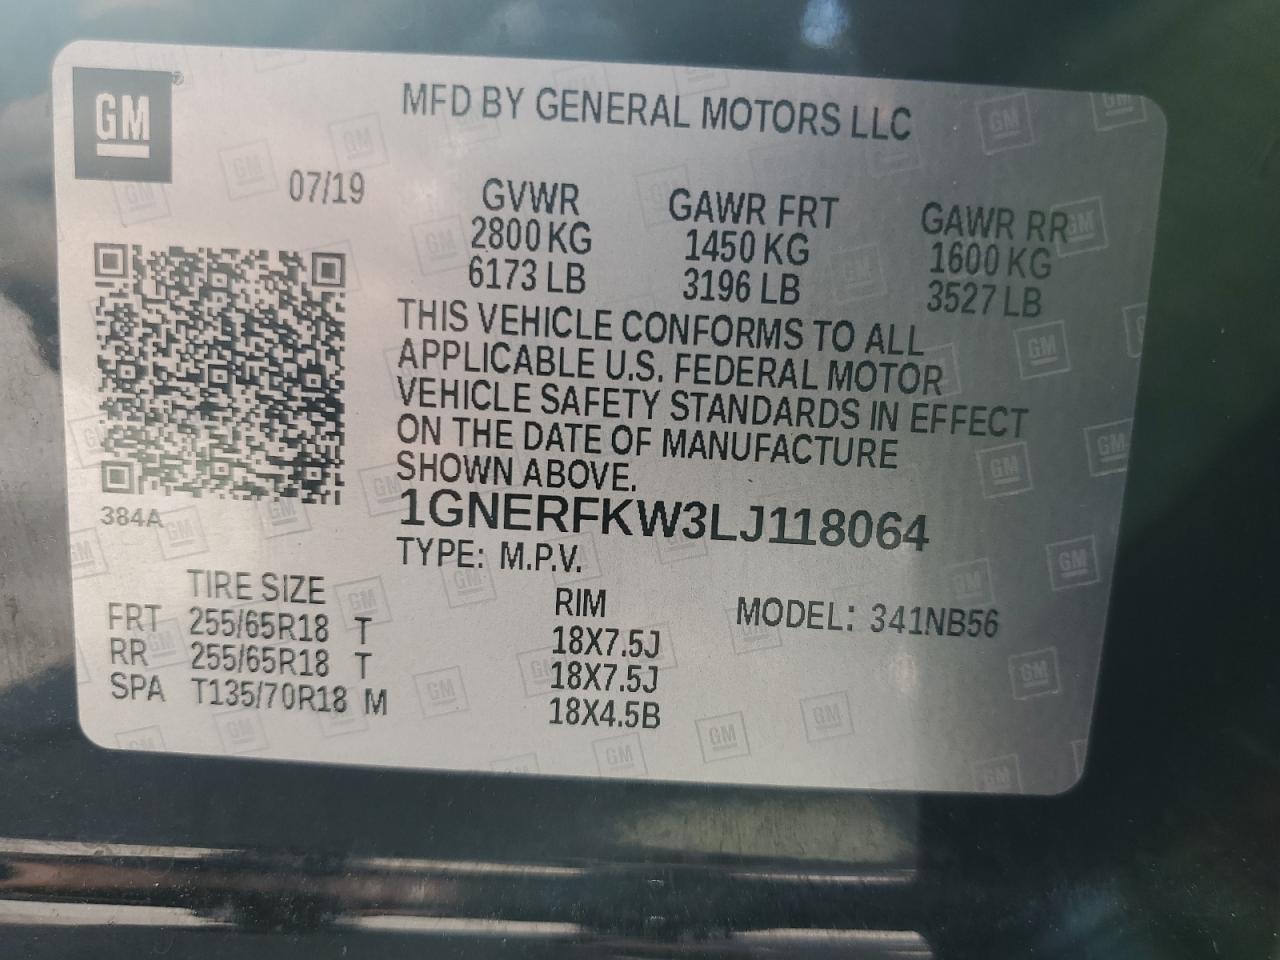 GM
MFD BY GENERAL MOTORS LLC
07/19
GVWR GAWR FRT GAWR RR
2800 KG 1450 KG 1600 KG
6173 LB 3196 LB 3527 LB
THIS VEHICLE CONFORMS TO ALL
APPLICABLE U.S. FEDERAL MOTOR
VEHICLE SAFETY STANDARDS IN EFFECT
ON THE DATE OF MANUFACTURE
SHOWN ABOVE.
384A
1GNERFKW3LJ118064
TYPE: M.P.V.
TIRE SIZE RIM MODEL: 341NB56
FRT 255/65R18 T 18X7.5J
RR 255/65R18 T 18X7.5J
SPA T135/70R18 M 18X4.5B